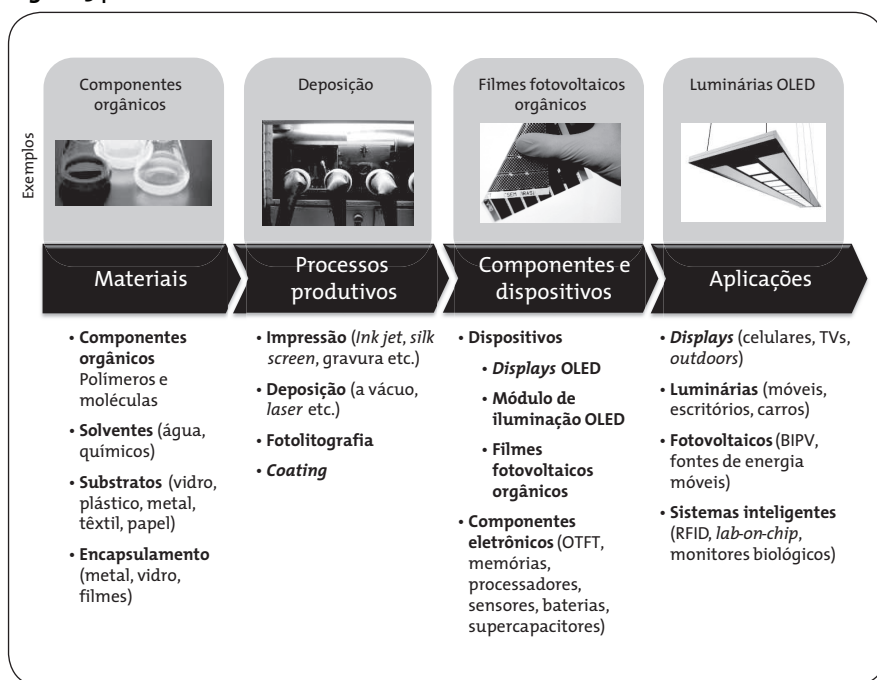 Exemplos
Componentes
orgânicos
Deposição
Filmes fotovoltaicos
orgânicos
Luminárias OLED
Materiais
Processos
produtivos
Componentes e
dispositivos
Aplicações
• Componentes
orgânicos
Polímeros e
moléculas
• Solventes (água,
químicos)
• Substratos (vidro,
plástico, metal,
têxtil, papel)
• Encapsulamento
(metal, vidro,
filmes)
• Impressão (Ink jet, silk
screen, gravura etc.)
• Deposição (a vácuo,
laser etc.)
• Fotolitografia
• Coating
• Dispositivos
• Displays OLED
• Módulo de
iluminação OLED
• Filmes
fotovoltaicos
orgânicos
• Componentes
eletrônicos (OTFT,
memórias,
processadores,
sensores, baterias,
supercapacitores)
• Displays (celulares, TVs,
outdoors)
• Luminárias (móveis,
escritórios, carros)
• Fotovoltaicos (BIPV,
fontes de energia
móveis)
• Sistemas inteligentes
(RFID, lab-on-chip,
monitores biológicos)